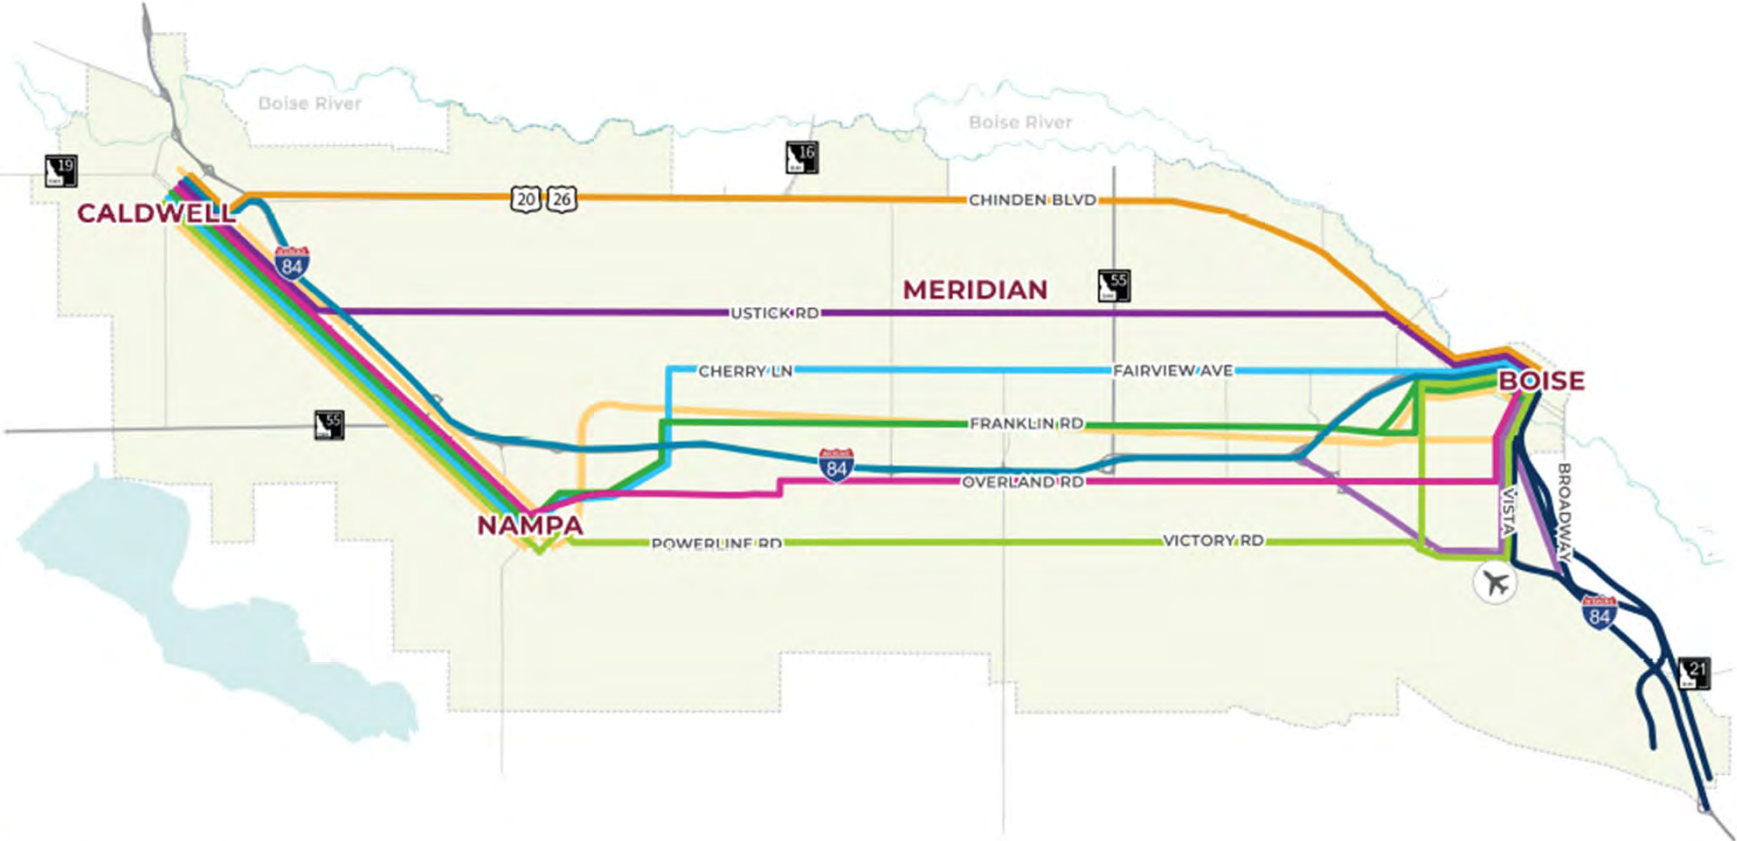 Boise River
Boise River
19
16
20
26
CHINDEN BLVD
CALDWELL
84
55
MERIDIAN
USTICK RD
CHERRY LN
FAIRVIEW AVE
BOISE
55
FRANKLIN RD
84
OVERLAND RD
NAMPA
VISTA
BROADWAY
POWERLINE RD
VICTORY RD
84
21